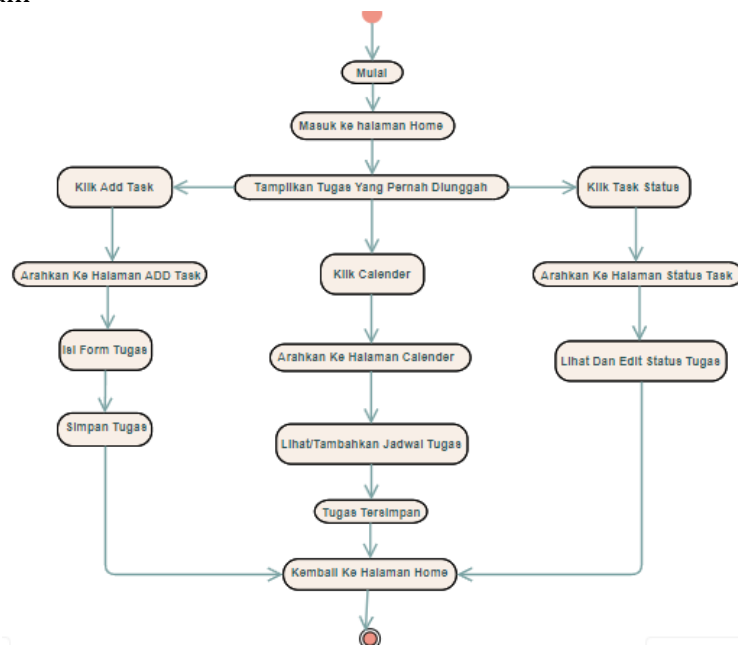 Mulai
Masuk ke halaman Home
Klik Add Task
Tampilkan Tugas Yang Pernah Diunggah
Klik Task Status
Arahkan Ke Halaman ADD Task
Klik Calender
Arahkan Ke Halaman Status Task
Isi Form Tugas
Arahkan Ke Halaman Calender
Lihat Dan Edit Status Tugas
Simpan Tugas
Lihat/Tambahkan Jadwal Tugas
Tugas Tersimpan
Kembali Ke Halaman Home